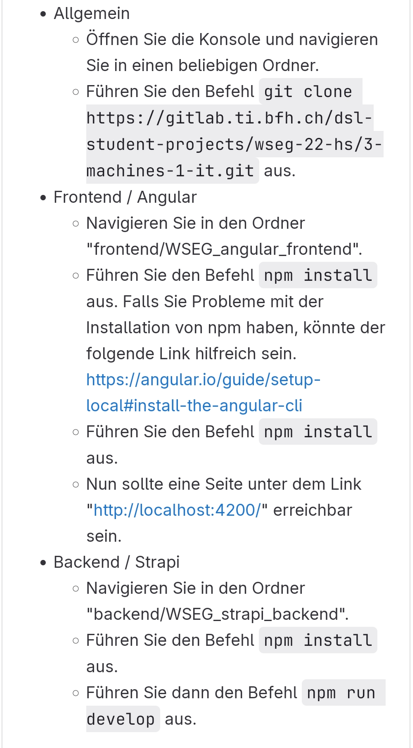 • Allgemein
◦ Öffnen Sie die Konsole und navigieren
Sie in einen beliebigen Ordner.
◦ Führen Sie den Befehl git clone
https://gitlab.ti.bfh.ch/dsl-
student-projects/wseg-22-hs/3-
machines-1-it.git aus.
• Frontend / Angular
◦ Navigieren Sie in den Ordner
"frontend/WSEG_angular_frontend".
◦ Führen Sie den Befehl npm install
aus. Falls Sie Probleme mit der
Installation von npm haben, könnte der
folgende Link hilfreich sein.
https://angular.io/guide/setup-
local#install-the-angular-cli
◦ Führen Sie den Befehl npm install
aus.
◦ Nun sollte eine Seite unter dem Link
"http://localhost:4200/" erreichbar
sein.
• Backend / Strapi
◦ Navigieren Sie in den Ordner
"backend/WSEG_strapi_backend".
◦ Führen Sie den Befehl npm install
aus.
◦ Führen Sie dann den Befehl npm run
develop aus.